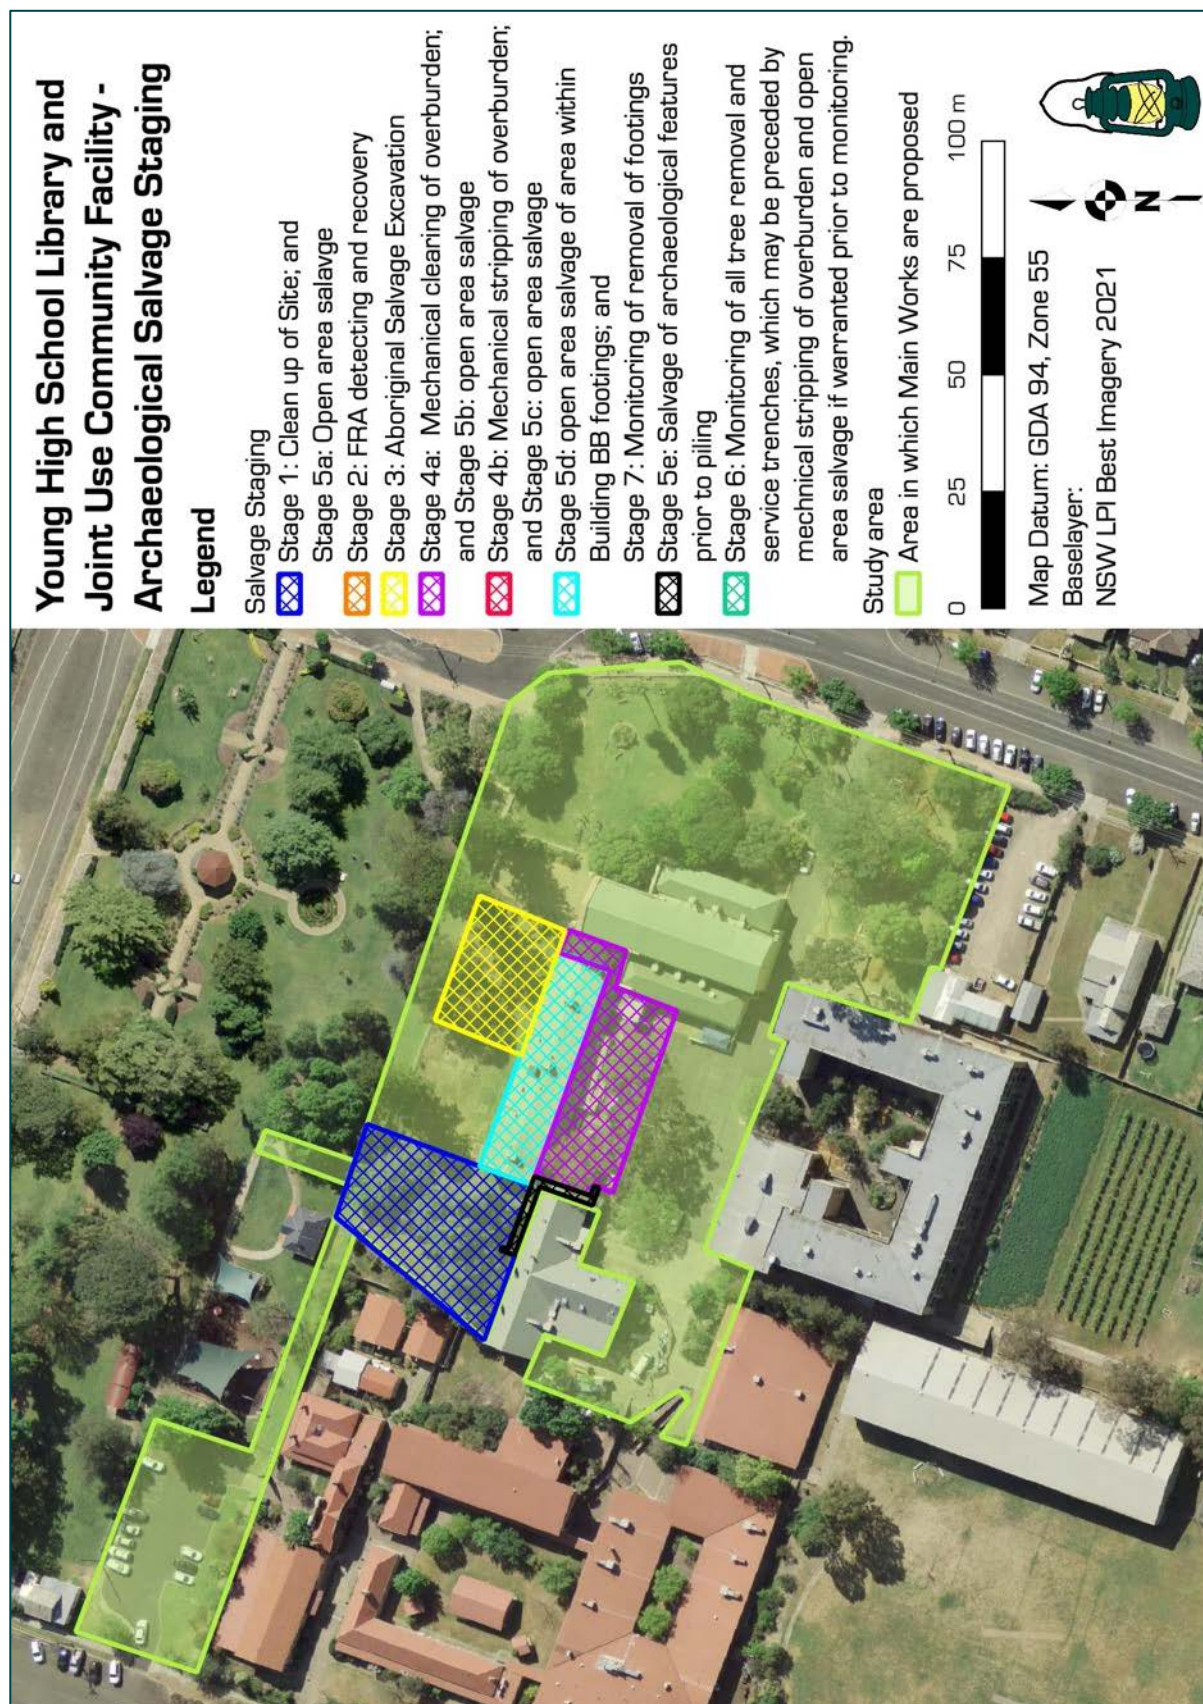 Young High School Library and
Joint Use Community Facility -
Archaeological Salvage Staging
Legend
Salvage Staging
Stage 1: Clean up of Site; and
Stage 5a: Open area salavge
Stage 2: FRA detecting and recovery
Stage 3: Aboriginal Salvage Excavation
Stage 4a: Mechanical clearing of overburden;
and Stage 5b: open area salvage
Stage 4b: Mechanical stripping of overburden;
and Stage 5c: open area salvage
Stage 5d: open area salvage of area within
Building BB footings; and
Stage 7: Monitoring of removal of footings
Stage 5e: Salvage of archaeological features
prior to piling
Stage 6: Monitoring of all tree removal and
service trenches, which may be preceded by
mechnical stripping of overburden and open
area salvage if warranted prior to monitoring.
Study area
Area in which Main Works are proposed
0 25 50 75 100 m
Map Datum: GDA 94, Zone 55
Baselayer:
NSW LPI Best Imagery 2021
N